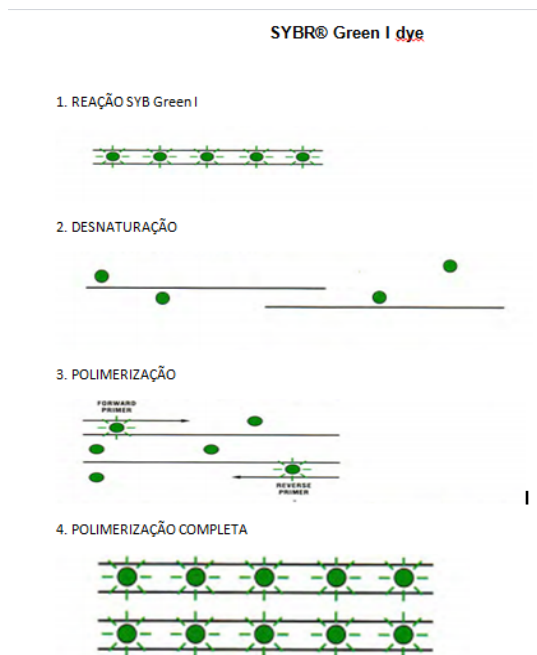 SYBR® Green I dye
1. REAÇÃO SYB Green I
2. DESNATURAÇÃO
3. POLIMERIZAÇÃO
FORWARD
PRIMER
REVERSE
PRIMER
4. POLIMERIZAÇÃO COMPLETA